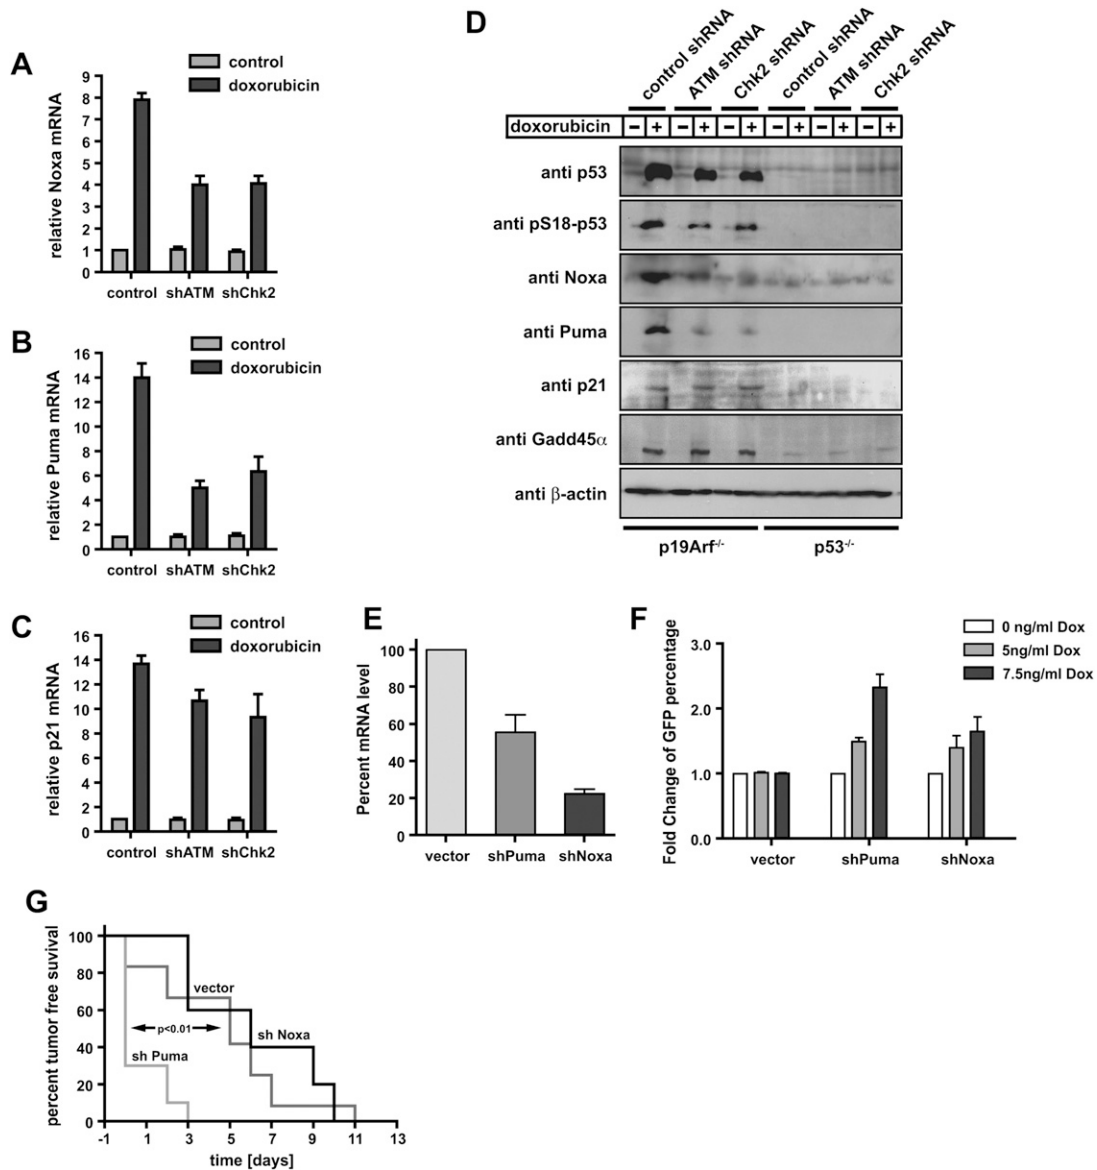 A
control
doxorubicin
relative Noxa mRNA
9
8
7
6
5
4
3
2
1
0
control shATM shChk2
B
control
doxorubicin
relative Puma mRNA
16
14
12
10
8
6
4
2
0
control shATM shChk2
C
control
doxorubicin
relative p21 mRNA
16
14
12
10
8
6
4
2
0
control shATM shChk2
D
control shRNA
ATM shRNA
Chk2 shRNA
control shRNA
ATM shRNA
Chk2 shRNA
doxorubicin - + - + - + - + - + - +
anti p53
anti pS18-p53
anti Noxa
anti Puma
anti p21
anti Gadd45α
anti β-actin
p19Arf-/- p53-/-
E
Percent mRNA level
100
80
60
40
20
0
vector shPuma shNoxa
F
0 ng/ml Dox
5ng/ml Dox
7.5ng/ml Dox
Fold Change of GFP percentage
3.0
2.0
1.0
0.0
vector shPuma shNoxa
G
percent tumor free suvival
100
80
60
40
20
0
vector
p<0.01
sh Noxa
sh Puma
-1 1 3 5 7 9 11 13
time [days]